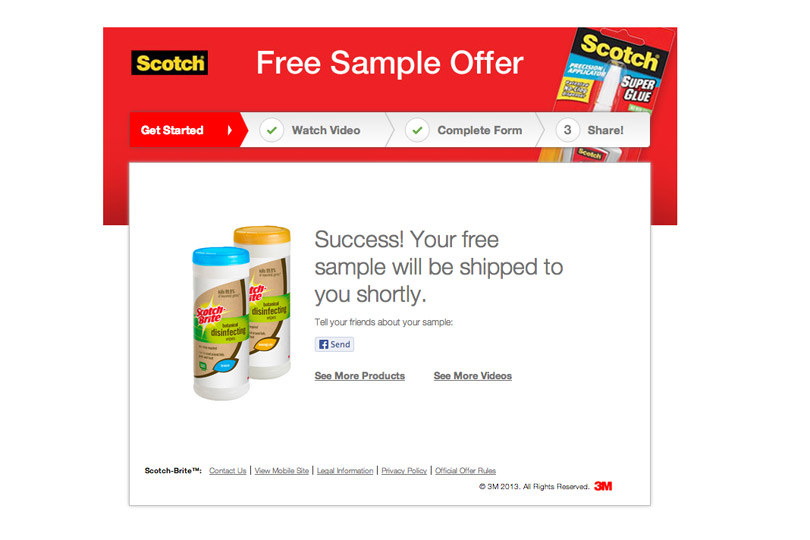 Scotch
Free Sample Offer
Scotch
PRECISION
APPLICATOR
SUPER
GLUE
Scotch
Get Started
Watch Video
Complete Form
3 Share!
Success! Your free
sample will be shipped to
you shortly.
Tell your friends about your sample:
Send
See More Products
See More Videos
Scotch-Brite
botanical
disinfecting
wipes
kills 99.9%
botanical
disinfecting
wipes
Scotch-Brite™: Contact Us | View Mobile Site | Legal Information | Privacy Policy | Official Offer Rules
© 3M 2013. All Rights Reserved. 3M